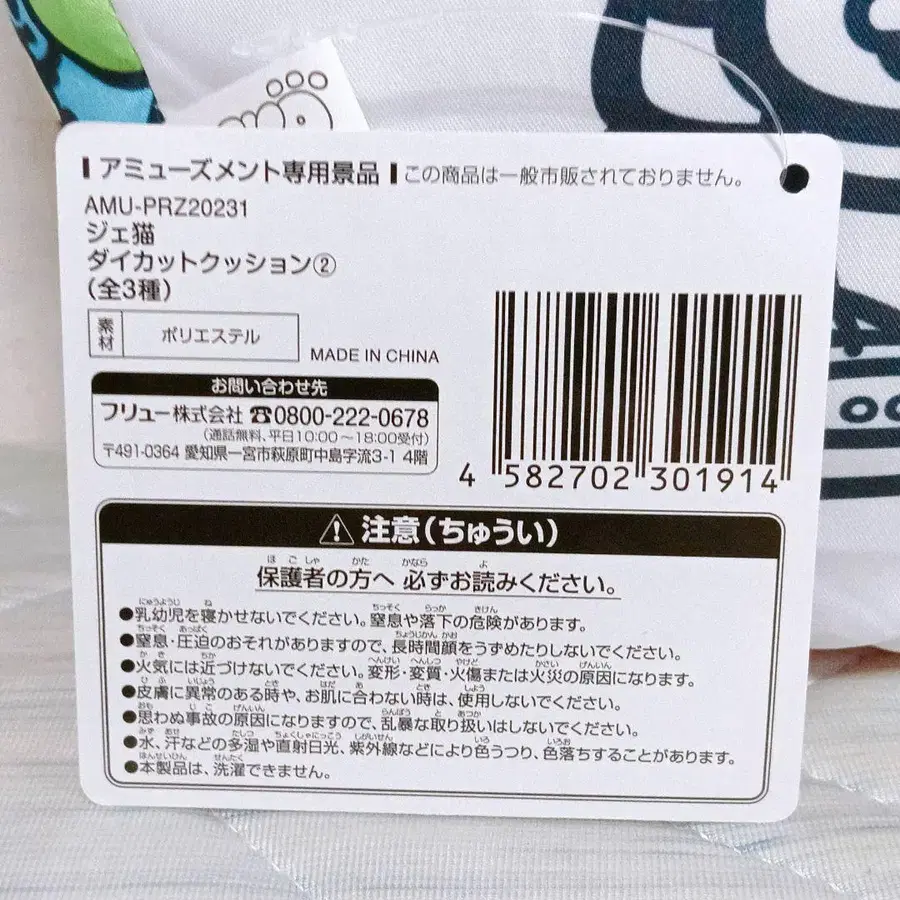 ┃アミューズメント専用景品┃この商品は一般市販されておりません。
AMU-PRZ20231
ジェ猫
ダイカットクッション②
(全3種)
素材 ポリエステル
MADE IN CHINA
お問い合わせ先
フリュー株式会社 ☎0800-222-0678
(通話無料、平日10:00〜18:00受付)
〒491-0364 愛知県一宮市萩原町中島字流3-1 4階
4 582702 301914
⚠注意(ちゅうい)
保護者の方へ 必ずお読みください。
●乳幼児を寝かせないでください。窒息や落下の危険があります。
●窒息・圧迫のおそれがありますので、長時間顔をうずめたりしないでください。
●火気には近づけないでください。変形・変質・火傷または火災の原因になります。
●皮膚に異常のある時や、お肌に合わない時は、使用しないでください。
●思わぬ事故の原因になりますので、乱暴な取り扱いはしないでください。
●水、汗などの多湿や直射日光、紫外線などにより色うつり、色落ちすることがあります。
●本製品は、洗濯できません。